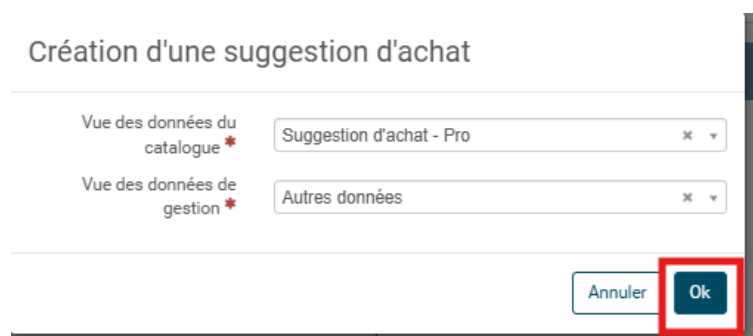 Création d'une suggestion d'achat
Vue des données du
catalogue *
Suggestion d'achat - Pro
Vue des données de
gestion *
Autres données
Annuler
Ok